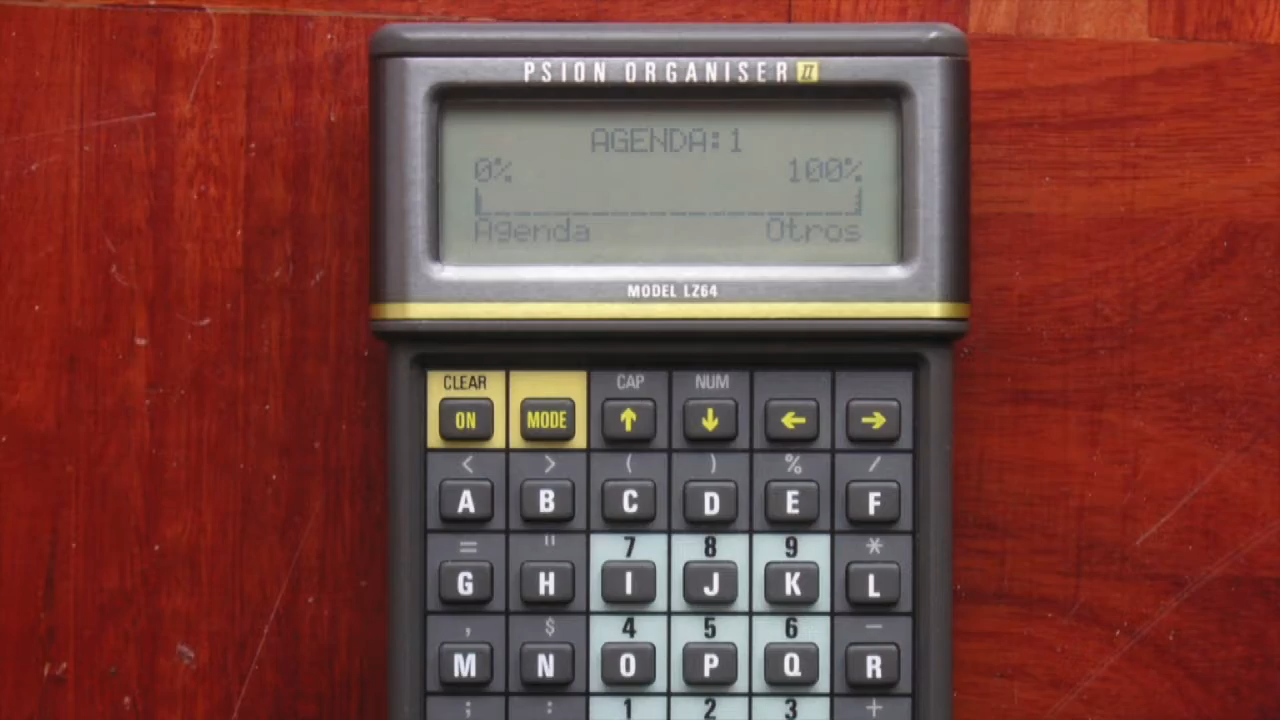 PSION ORGANISER II
AGENDA:1
0% 100%
Agenda Otros
MODEL LZ64
CLEAR CAP NUM
ON MODE ↑ ↓ ← →
< > ( ) % /
A B C D E F
= " 7 8 9 *
G H I J K L
, $ 4 5 6 -
M N O P Q R
; : 1 2 3 +